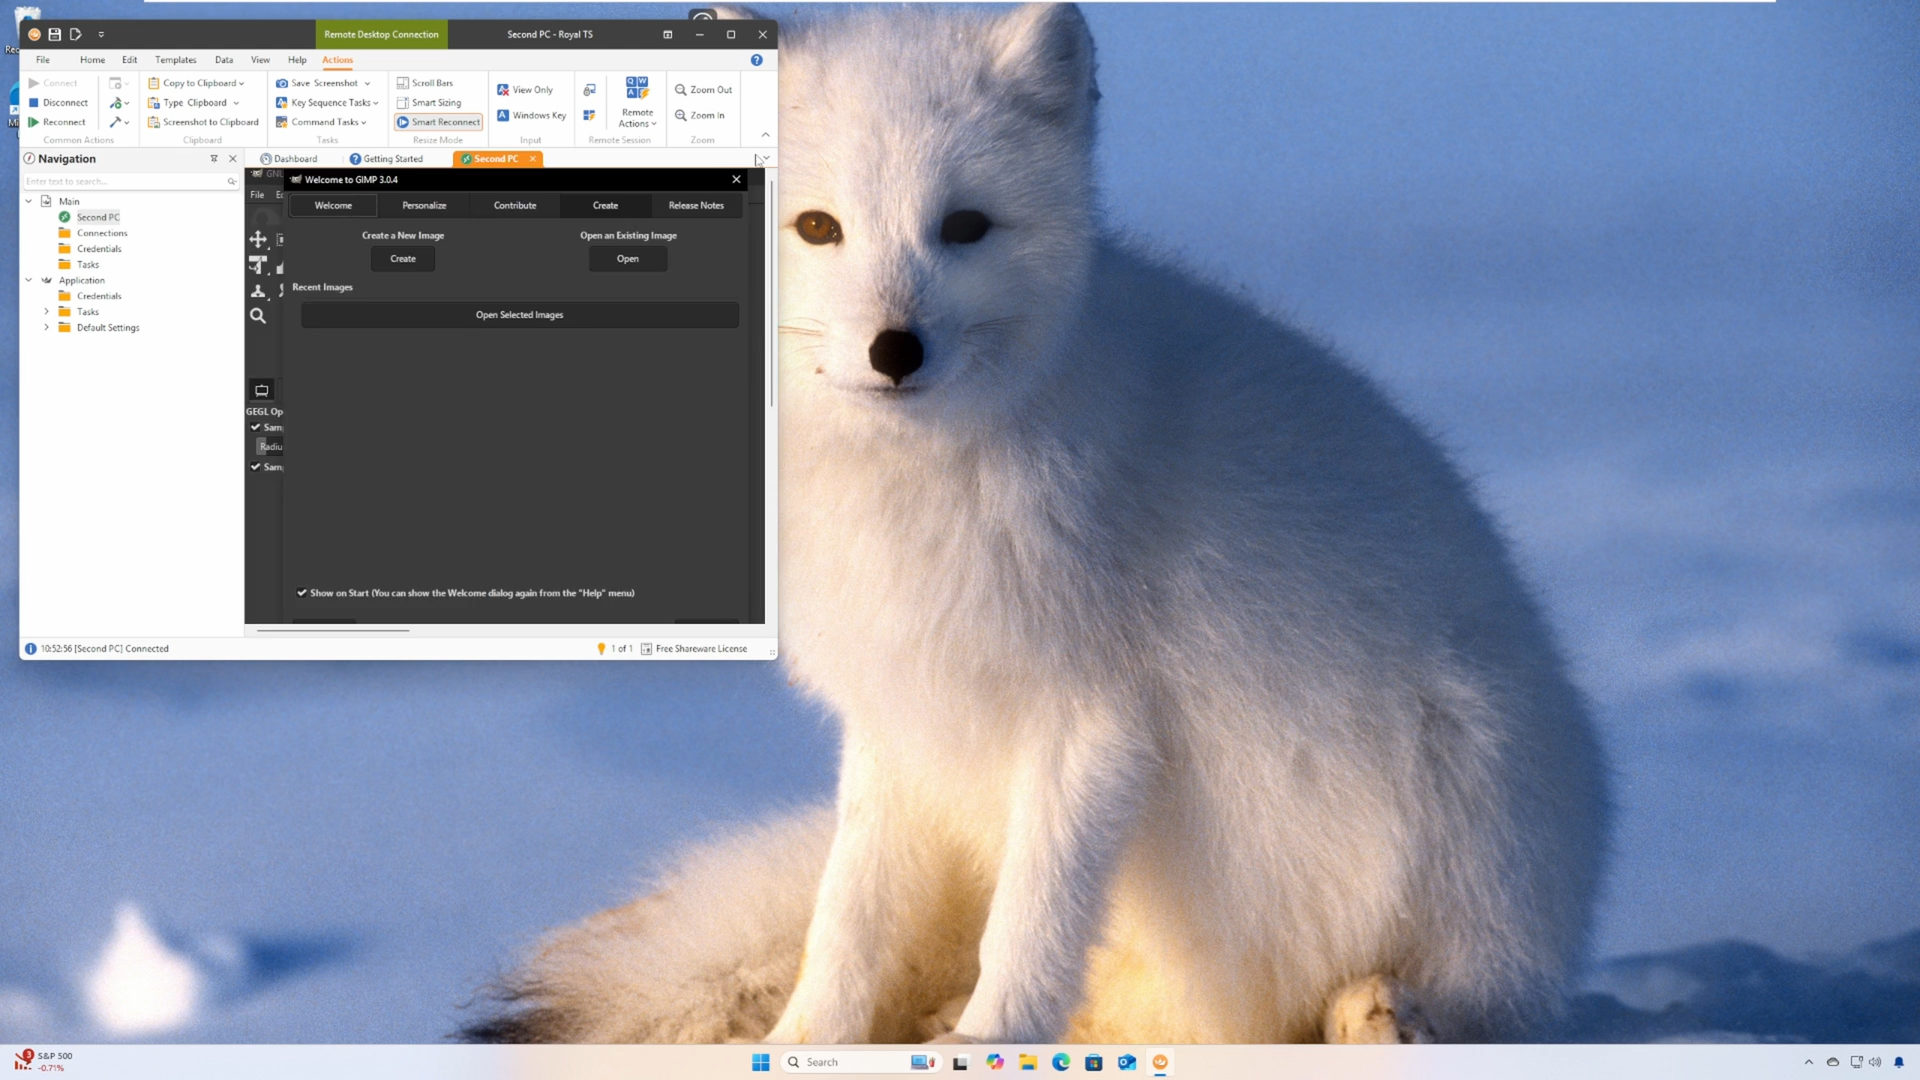 Remote Desktop Connection
Second PC - Royal TS
File Home Edit Templates Data View Help Actions
Connect
Disconnect
Reconnect
Common Actions
Copy to Clipboard
Type Clipboard
Screenshot to Clipboard
Clipboard
Save Screenshot
Key Sequence Tasks
Command Tasks
Tasks
Scroll Bars
Smart Sizing
Smart Reconnect
Resize Mode
View Only
Windows Key
Input
Remote Actions
Remote Session
Zoom Out
Zoom In
Zoom
Navigation
Enter text to search...
Main
Second PC
Connections
Credentials
Tasks
Application
Credentials
Tasks
Default Settings
Dashboard
Getting Started
Second PC
Welcome to GIMP 3.0.4
File
Welcome Personalize Contribute Create Release Notes
Create a New Image
Open an Existing Image
Create
Open
Recent Images
Open Selected Images
GEGL Op
Sam
Radiu
Sam
Show on Start (You can show the Welcome dialog again from the "Help" menu)
10:52:56 [Second PC] Connected
1 of 1
Free Shareware License
S&P 500
-0.71%
Search